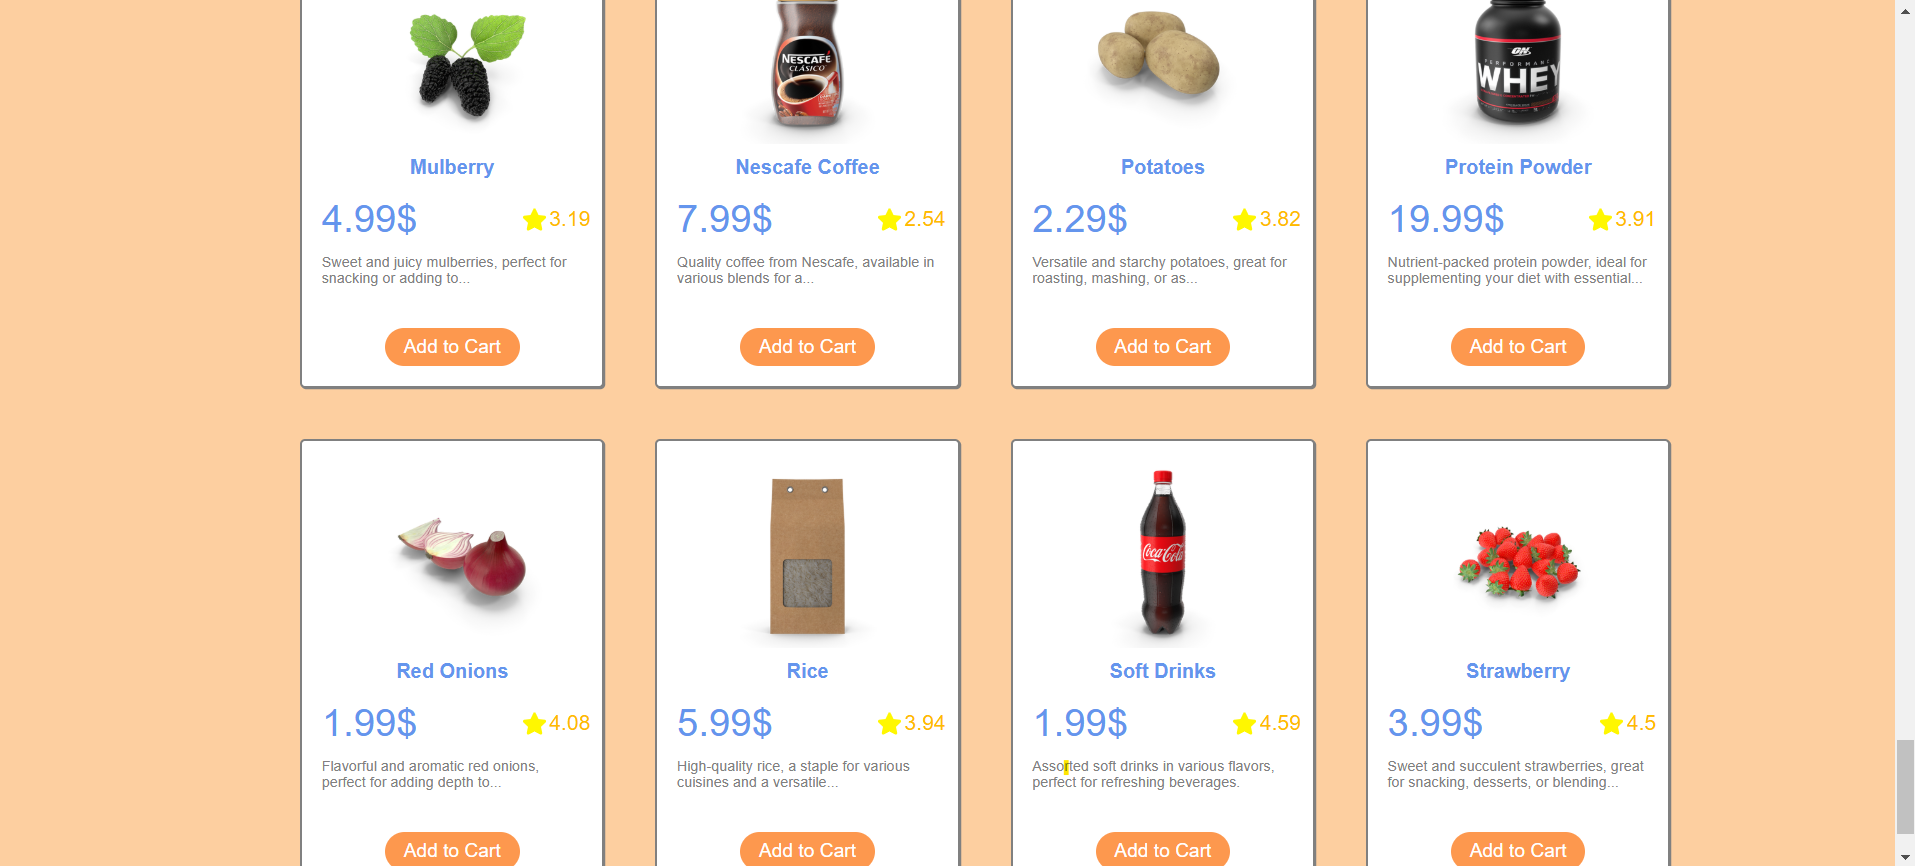 NESCAFÉ
CLÁSICO
ON
PERFORMANCE
WHEY
Mulberry
Nescafe Coffee
Potatoes
Protein Powder
4.99$ 3.19
7.99$ 2.54
2.29$ 3.82
19.99$ 3.91
Sweet and juicy mulberries, perfect for
snacking or adding to...
Quality coffee from Nescafe, available in
various blends for a...
Versatile and starchy potatoes, great for
roasting, mashing, or as...
Nutrient-packed protein powder, ideal for
supplementing your diet with essential...
Add to Cart
Add to Cart
Add to Cart
Add to Cart
Coca-Cola
Red Onions
Rice
Soft Drinks
Strawberry
1.99$ 4.08
5.99$ 3.94
1.99$ 4.59
3.99$ 4.5
Flavorful and aromatic red onions,
perfect for adding depth to...
High-quality rice, a staple for various
cuisines and a versatile...
Assorted soft drinks in various flavors,
perfect for refreshing beverages.
Sweet and succulent strawberries, great
for snacking, desserts, or blending...
Add to Cart
Add to Cart
Add to Cart
Add to Cart